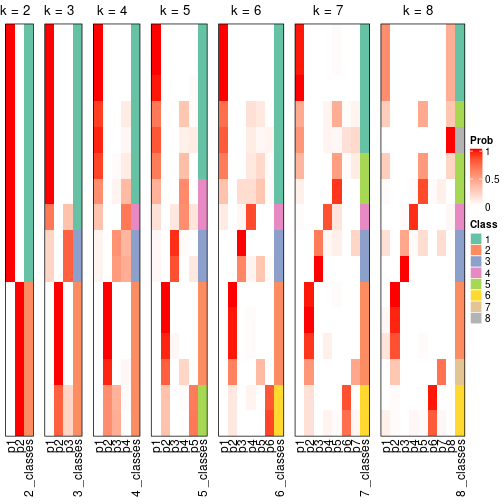 k = 2
k = 3
k = 4
k = 5
k = 6
k = 7
k = 8
Prob
1
0.5
0
Class
1
2
3
4
5
6
7
8
p1
p2
2_classes
p1
p2
p3
3_classes
p1
p2
p3
p4
4_classes
p1
p2
p3
p4
p5
5_classes
p1
p2
p3
p4
p5
p6
6_classes
p1
p2
p3
p4
p5
p6
p7
7_classes
p1
p2
p3
p4
p5
p6
p7
p8
8_classes